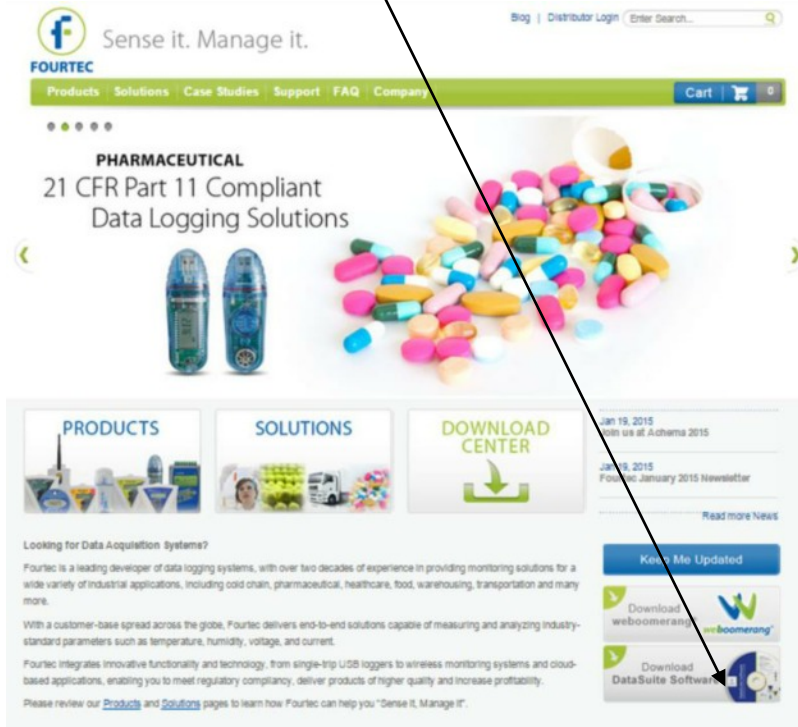 Blog | Distributor Login Enter Search...
Sense it. Manage it.
FOURTEC
Products Solutions Case Studies Support FAQ Company Cart 0
PHARMACEUTICAL
21 CFR Part 11 Compliant
Data Logging Solutions
PRODUCTS
SOLUTIONS
DOWNLOAD
CENTER
Jan 19, 2015
Join us at Achema 2015
Jan 19, 2015
Fourtec January 2015 Newsletter
Read more News
Looking for Data Acquisition Systems?
Fourtec is a leading developer of data logging systems, with over two decades of experience in providing monitoring solutions for a
wide variety of industrial applications, including cold chain, pharmaceutical, healthcare, food, warehousing, transportation and many
more.
With a customer-base spread across the globe, Fourtec delivers end-to-end solutions capable of measuring and analyzing industry-
standard parameters such as temperature, humidity, voltage, and current.
Fourtec integrates innovative functionality and technology, from single-trip USB loggers to wireless monitoring systems and cloud-
based applications, enabling you to meet regulatory compliancy, deliver products of higher quality and increase profitability.
Please review our Products and Solutions pages to learn how Fourtec can help you "Sense it, Manage it".
Keep Me Updated
Download
weboomerang
weboomerang
Download
DataSuite Software